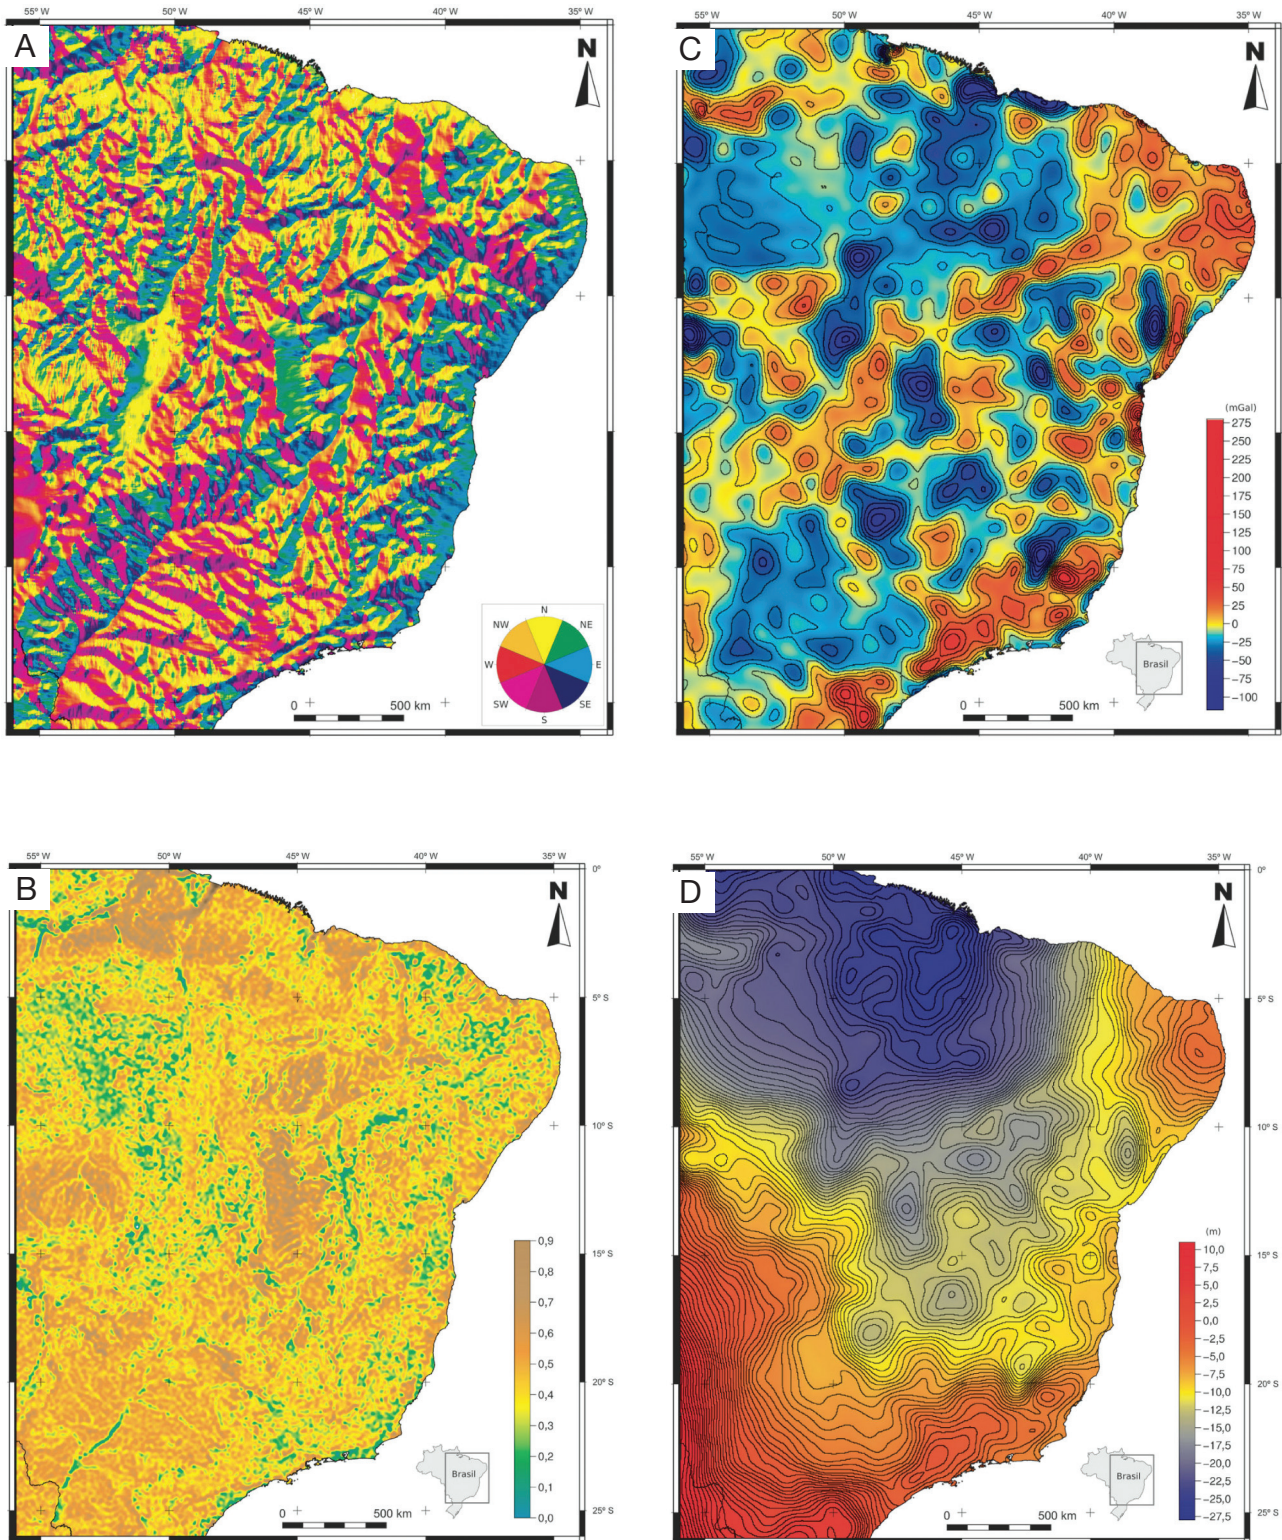 A
55° W
50° W
45° W
40° W
35° W
N
N
NW
NE
W
E
SW
SE
S
0
500 km
C
55° W
50° W
45° W
40° W
35° W
N
(mGal)
275
250
225
200
175
150
125
100
75
50
25
0
−25
−50
−75
−100
Brasil
0
500 km
B
55° W
50° W
45° W
40° W
35° W
0°
N
5° S
10° S
15° S
20° S
25° S
0,9
0,8
0,7
0,6
0,5
0,4
0,3
0,2
0,1
0,0
Brasil
0
500 km
D
55° W
50° W
45° W
40° W
35° W
0°
N
5° S
10° S
15° S
20° S
25° S
(m)
10,0
7,5
5,0
2,5
0.0
−2,5
−5,0
−7,5
−10,0
−12,5
−15,0
−17,5
−20,0
−22,5
−25,0
−27,5
Brasil
0
500 km